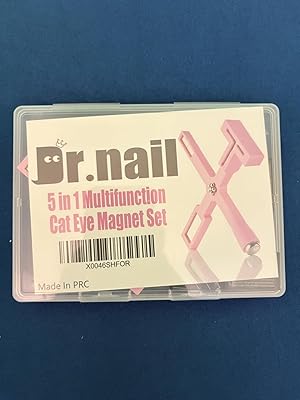 Dr.nail
5 in 1 Multifunction
Cat Eye Magnet Set
X0046SHFOR
Made In PRC